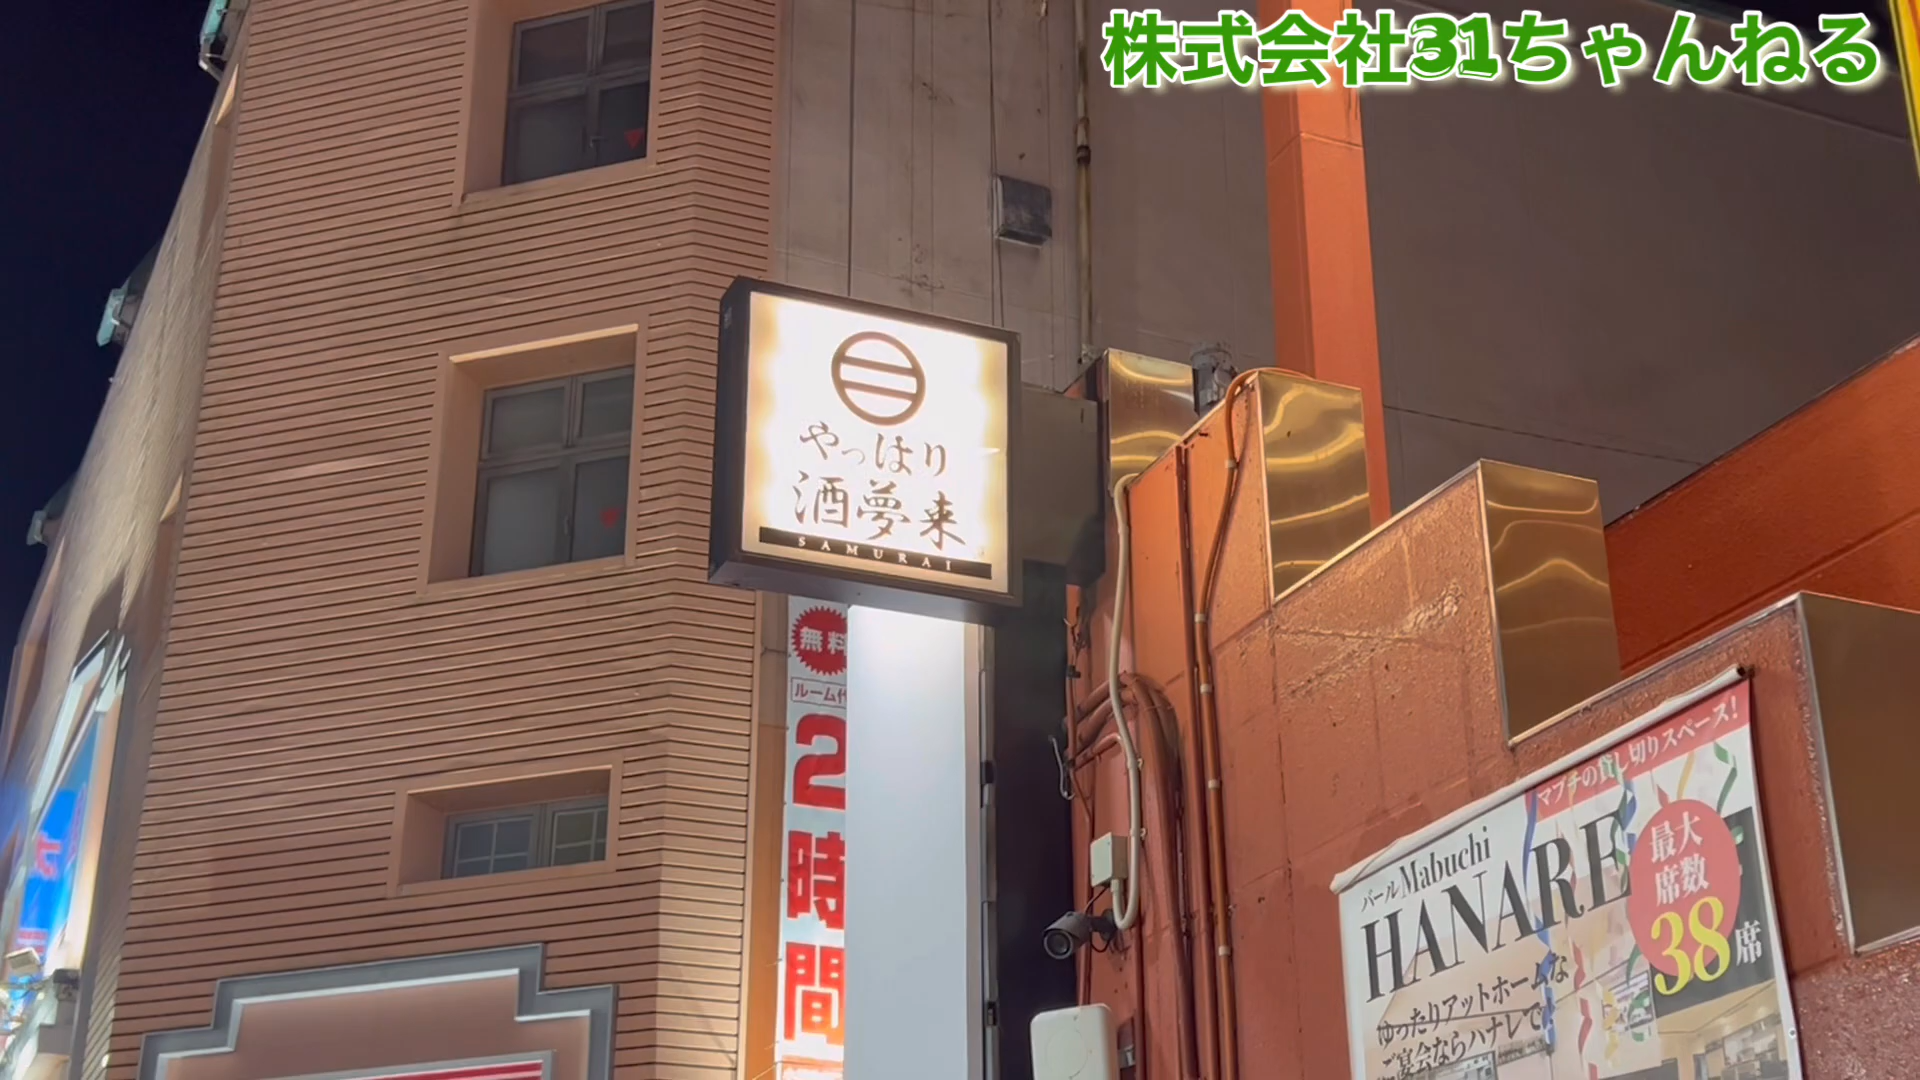 株式会社31ちゃんねる
やっはり
酒夢来
SAMURAI
無料
ルーム代
2時間
マブチの貸し切りスペース!
バール Mabuchi
HANARE
最大
席数
38席
ゆったりアットホームな
ご宴会ならハナレで